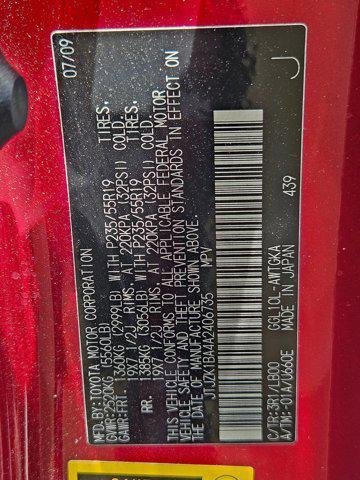 MFD. BY: TOYOTA MOTOR CORPORATION 07/09
GVWR: 2520KG (5560LB)
GAWR: FRT. 1360KG (2999LB) WITH P235/55R19
19X7 1/2J RIMS, AT 220KPA (32PSI) COLD.
RR. 1385KG (3056LB) WITH P235/55R19
19X7 1/2J RIMS, AT 220KPA (32PSI) COLD.
THIS VEHICLE CONFORMS TO ALL APPLICABLE FEDERAL MOTOR
VEHICLE SAFETY AND THEFT PREVENTION STANDARDS IN EFFECT ON
THE DATE OF MANUFACTURE SHOWN ABOVE.
JTJZK1BAA42406735 MPV
C/TR: 3R1/LB00 GGL10L-AWTGKA 439
A/TM: -01A/U660E MADE IN JAPAN
J